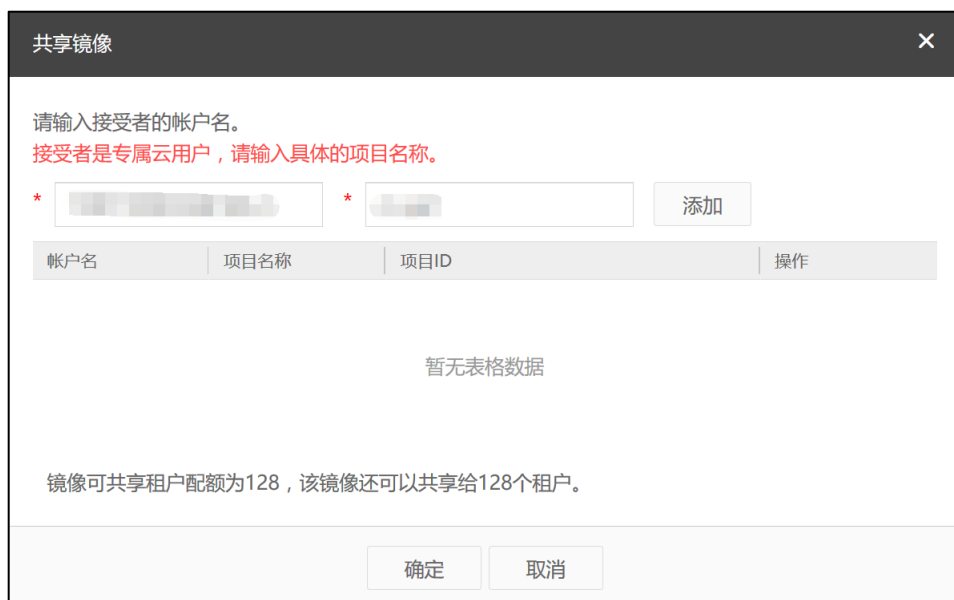 共享镜像 ×
请输入接受者的帐户名。
接受者是专属云用户，请输入具体的项目名称。
* * 添加
帐户名 项目名称 项目ID 操作
暂无表格数据
镜像可共享租户配额为128，该镜像还可以共享给128个租户。
确定 取消